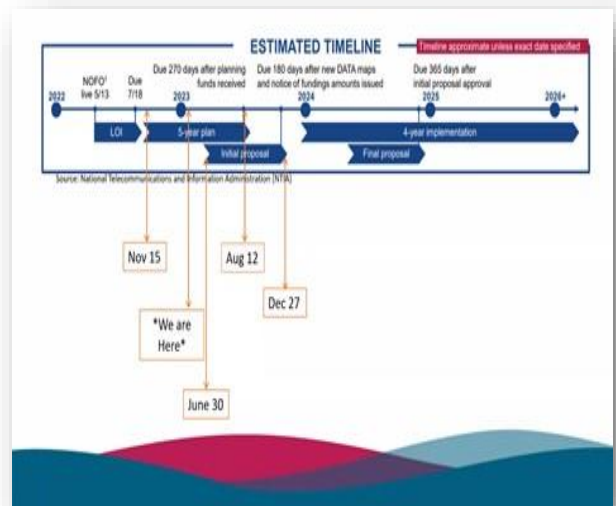 ESTIMATED TIMELINE
Timeline approximate unless exact date specified
NOFO¹
live 5/13
Due
7/18
Due 270 days after planning
funds received
Due 180 days after new DATA maps
and notice of fundings amounts issued
Due 365 days after
initial proposal approval
2022
2023
2024
2025
2026+
LOI
5-year plan
4-year implementation
Initial proposal
Final proposal
Source: National Telecommunications and Information Administration [NTIA]
Nov 15
Aug 12
Dec 27
*We are
Here*
June 30